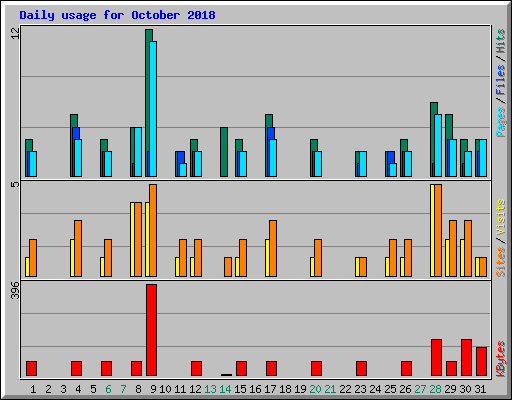 Daily usage for October 2018
12
Pages / Files / Hits
5
Sites / Visits
396
KBytes
1 2 3 4 5 6 7 8 9 10 11 12 13 14 15 16 17 18 19 20 21 22 23 24 25 26 27 28 29 30 31